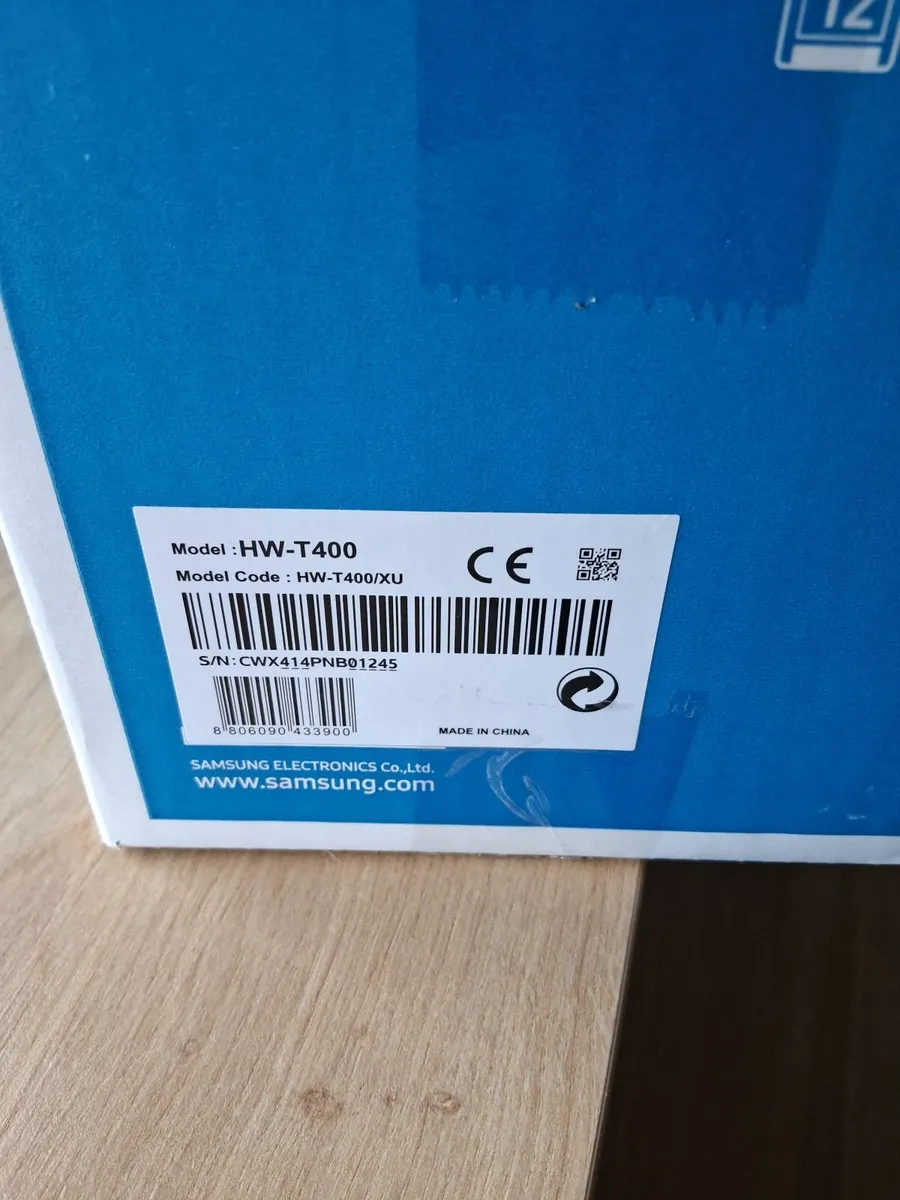 12
Model : HW-T400
Model Code : HW-T400/XU
CE
S/N: CWX414PNB01245
8 806090 433900
MADE IN CHINA
SAMSUNG ELECTRONICS Co.,Ltd.
www.samsung.com